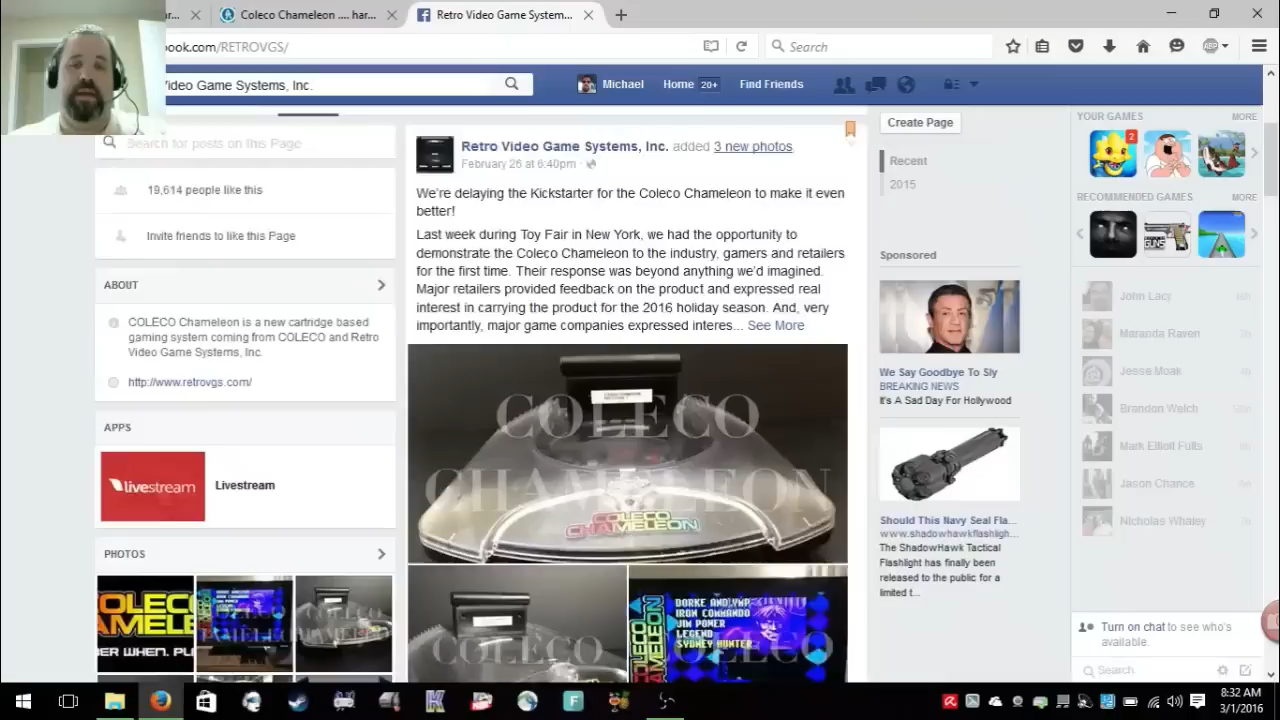 Coleco Chameleon .... har...
Retro Video Game System...
book.com/RETROVGS/
Search
ABP
Video Game Systems, Inc.
Michael
Home 20+
Find Friends
Search for posts on this Page
19,614 people like this
Invite friends to like this Page
ABOUT
COLECO Chameleon is a new cartridge based
gaming system coming from COLECO and Retro
Video Game Systems, Inc.
http://www.retrovgs.com/
APPS
livestream
Livestream
PHOTOS
Retro Video Game Systems, Inc. added 3 new photos
February 26 at 6:40pm
We're delaying the Kickstarter for the Coleco Chameleon to make it even
better!
Last week during Toy Fair in New York, we had the opportunity to
demonstrate the Coleco Chameleon to the industry, gamers and retailers
for the first time. Their response was beyond anything we'd imagined.
Major retailers provided feedback on the product and expressed real
interest in carrying the product for the 2016 holiday season. And, very
importantly, major game companies expressed interes... See More
COLECO
CHAMELEON
COLECO
CHAMELEON
COLECO
COLECO
CHAMELEON
DORKE AND YMP
IRON COMMANDO
JIM POWER
LEGEND
SYDNEY HUNTER
Create Page
Recent
2015
Sponsored
We Say Goodbye To Sly
BREAKING NEWS
It's A Sad Day For Hollywood
Should This Navy Seal Fla...
www.shadowhawkflashligh...
The ShadowHawk Tactical
Flashlight has finally been
released to the public for a
limited t...
YOUR GAMES
MORE
2
RECOMMENDED GAMES
MORE
GUNS
John Lacy
Maranda Raven
Jesse Moak
Brandon Welch
Mark Elliott Fults
Jason Chance
Nicholas Whaley
Turn on chat to see who's
available.
Search
8:32 AM
3/1/2016